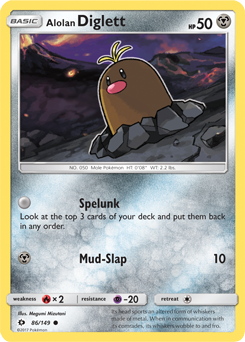 BASIC Alolan Diglett HP 50
NO. 050 Mole Pokémon HT: 0'08" WT: 2.2 lbs.
Spelunk
Look at the top 3 cards of your deck and put them back
in any order.
Mud-Slap 10
weakness ×2 resistance -20 retreat
Illus. Megumi Mizutani
86/149
©2017 Pokémon
Its head sports an altered form of whiskers
made of metal. When in communication with
its comrades, its whiskers wobble to and fro.